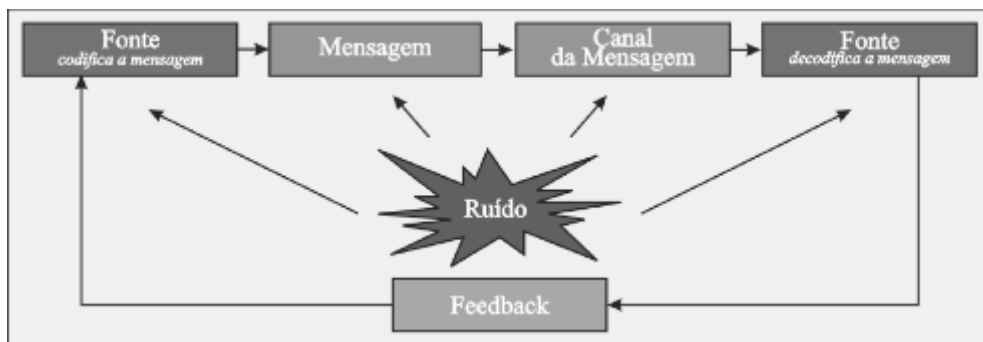 Fonte
codifica a mensagem
Mensagem
Canal
da Mensagem
Fonte
decodifica a mensagem
Ruído
Feedback